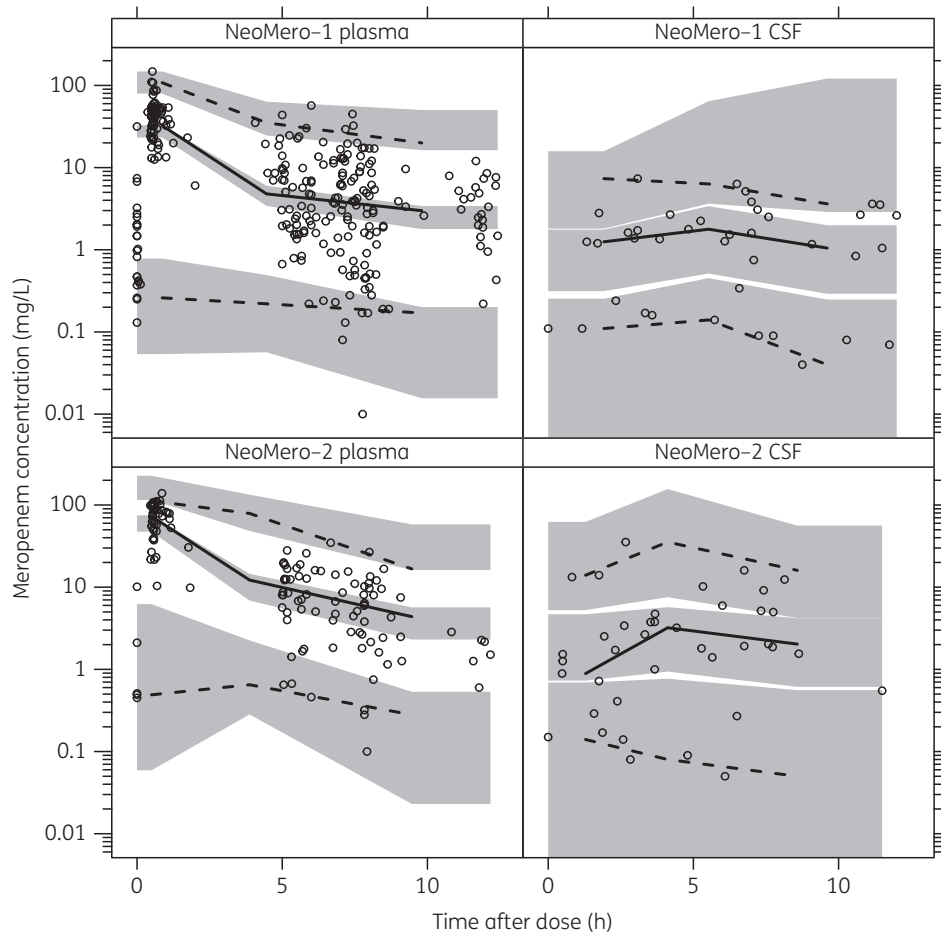 NeoMero–1 plasma
NeoMero–1 CSF
100
10
1
0.1
0.01
NeoMero–2 plasma
NeoMero–2 CSF
100
10
1
0.1
0.01
Meropenem concentration (mg/L)
0
5
10
0
5
10
Time after dose (h)